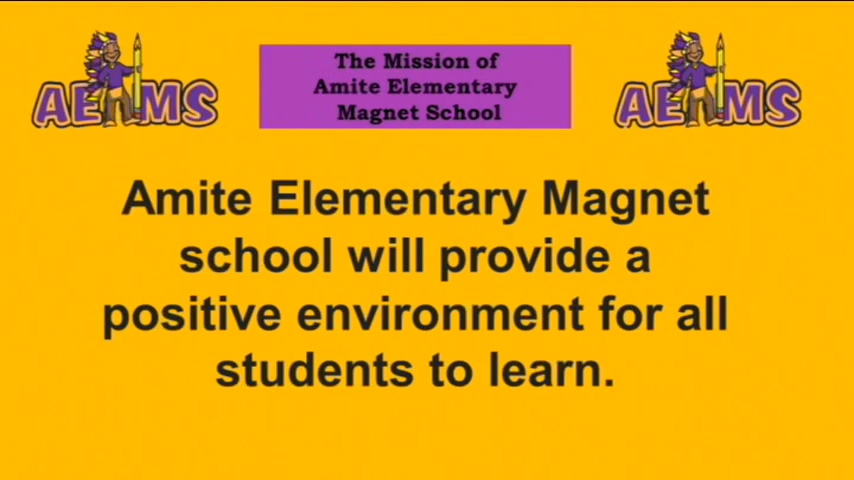 AEMS
The Mission of
Amite Elementary
Magnet School
AEMS
Amite Elementary Magnet
school will provide a
positive environment for all
students to learn.